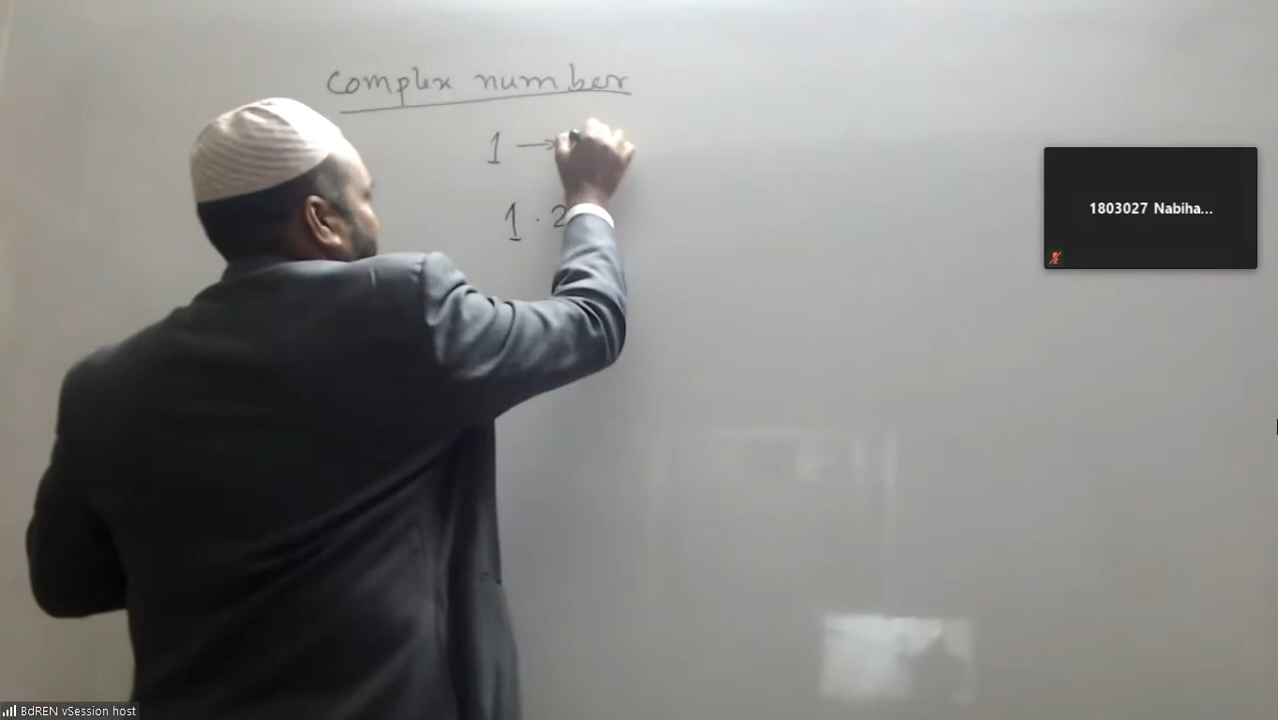 Complex number
1 →
1 . 2
1803027 Nabiha...
BdREN vSession host